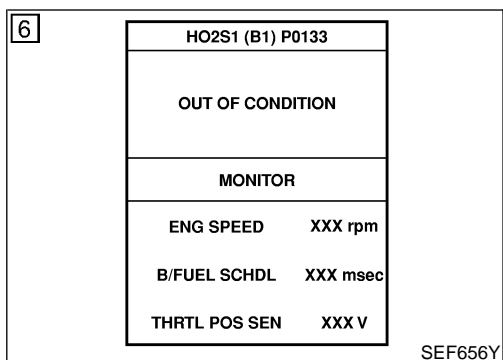 6
HO2S1 (B1) P0133
OUT OF CONDITION
MONITOR
ENG SPEED XXX rpm
B/FUEL SCHDL XXX msec
THRTL POS SEN XXX V
SEF656Y